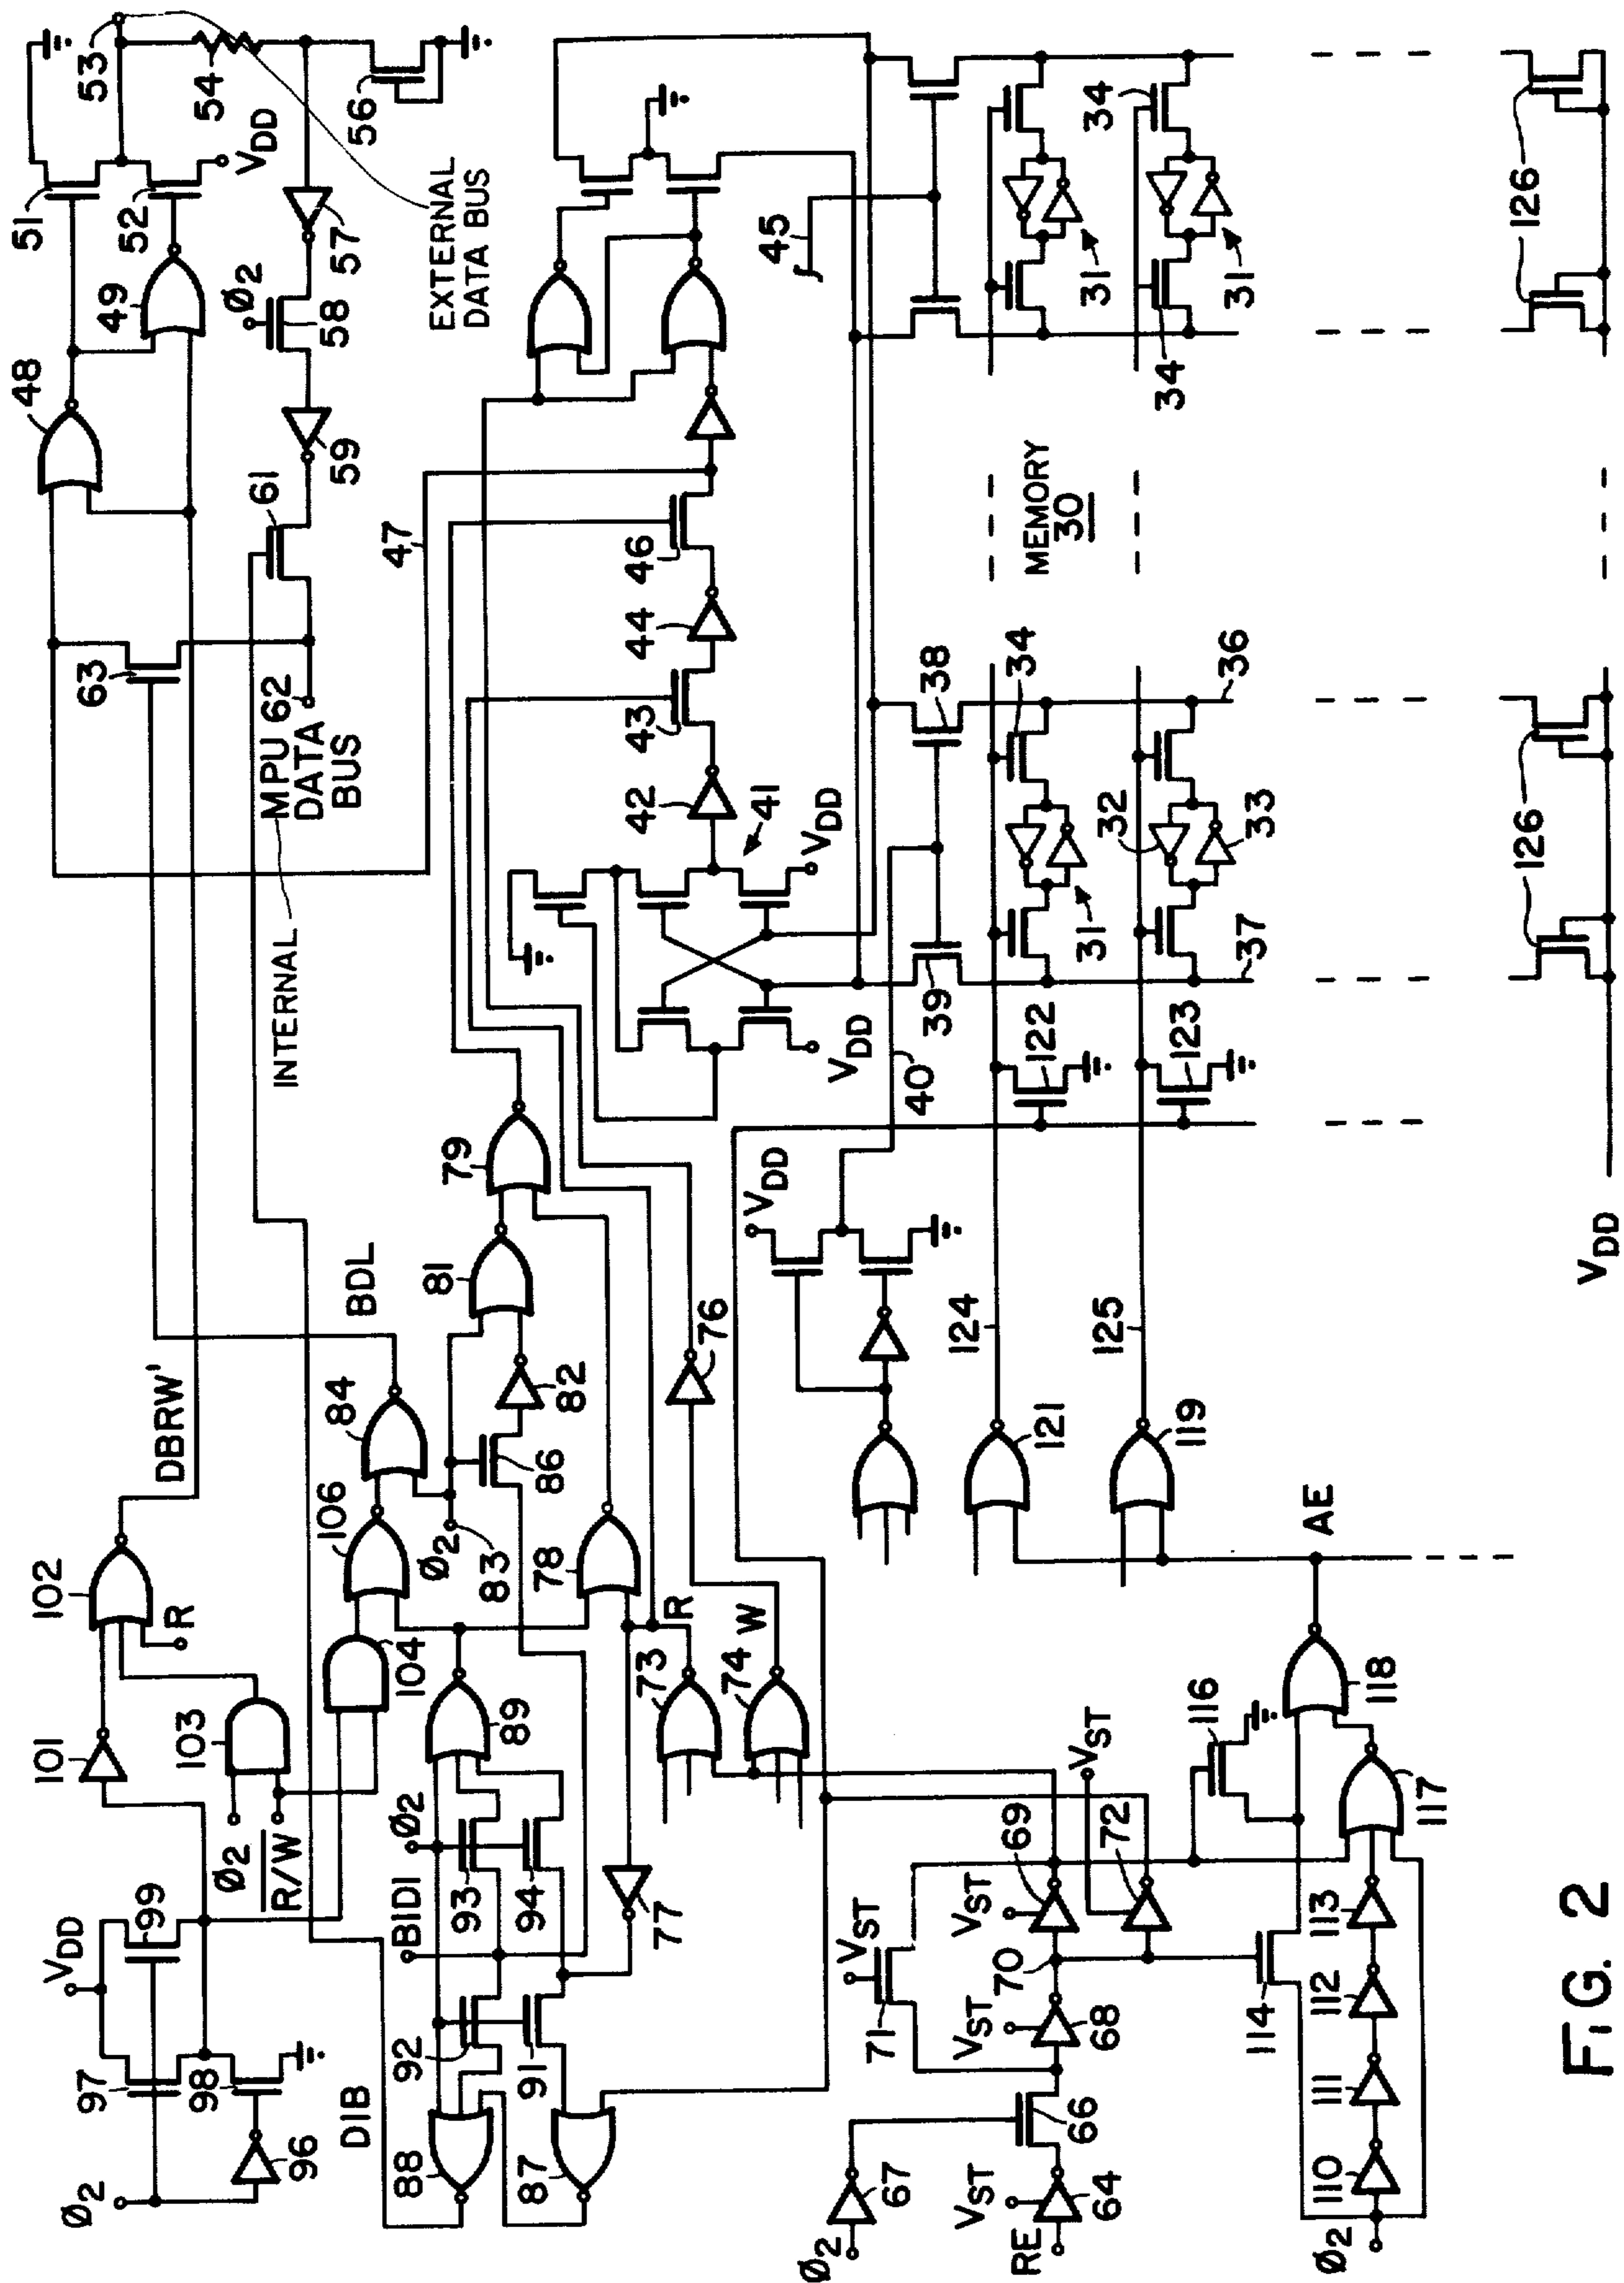 53
54
56
51
52
VDD
49
Ø2
58
57
EXTERNAL
DATA BUS
48
59
61
63
MPU 62
DATA
BUS
INTERNAL
47
46
44
43
42
41
VDD
VDD
45
34
34
31
31
126
MEMORY
30
38
39
40
36
37
34
32
33
31
122
123
126
VDD
DBRW'
BDL
79
81
82
84
86
83
Ø2
106
78
76
102
R
101
103
104
Ø2
R/W
R
W
73
74
89
Ø2
BIDI
93
94
77
92
91
VDD
99
97
98
96
Ø2
DIB
88
87
VDD
124
125
121
119
AE
118
117
116
VST
VST
69
72
70
VST
71
VST
68
66
67
Ø2
VST
RE
64
114
113
112
111
110
Ø2
FIG. 2